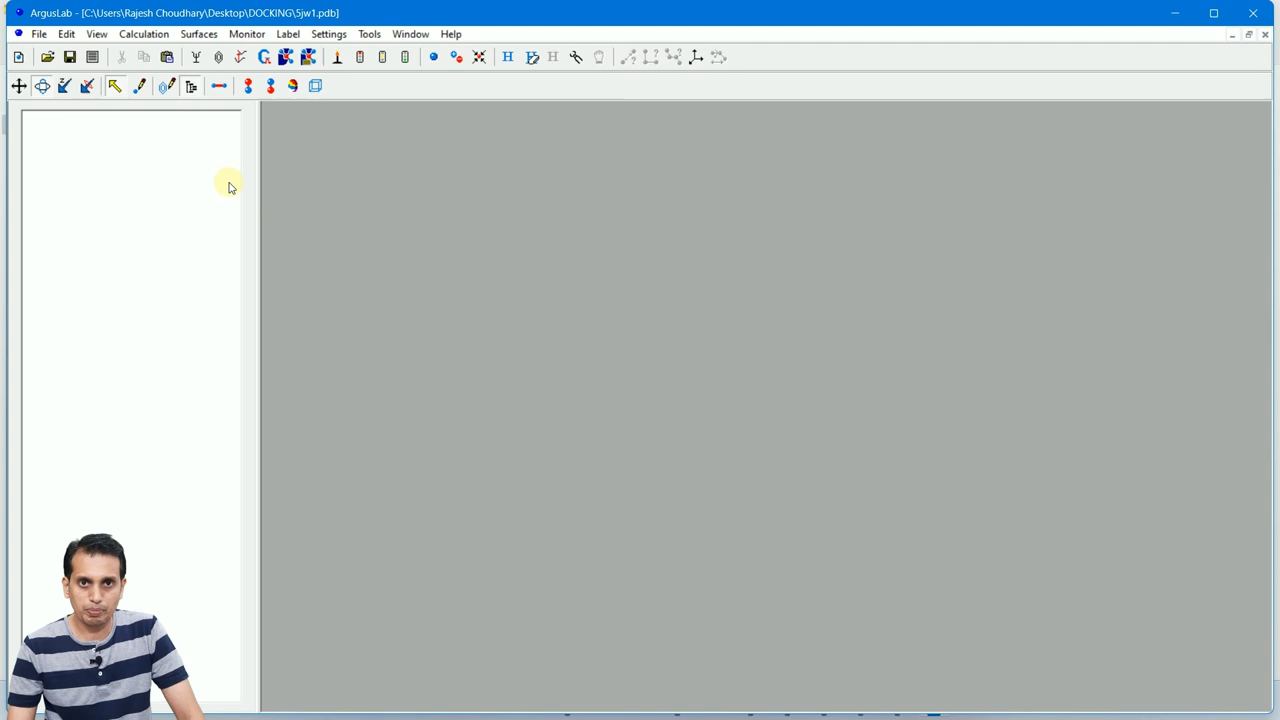 ArgusLab - [C:\Users\Rajesh Choudhary\Desktop\DOCKING\5jw1.pdb]
File Edit View Calculation Surfaces Monitor Label Settings Tools Window Help
H H H